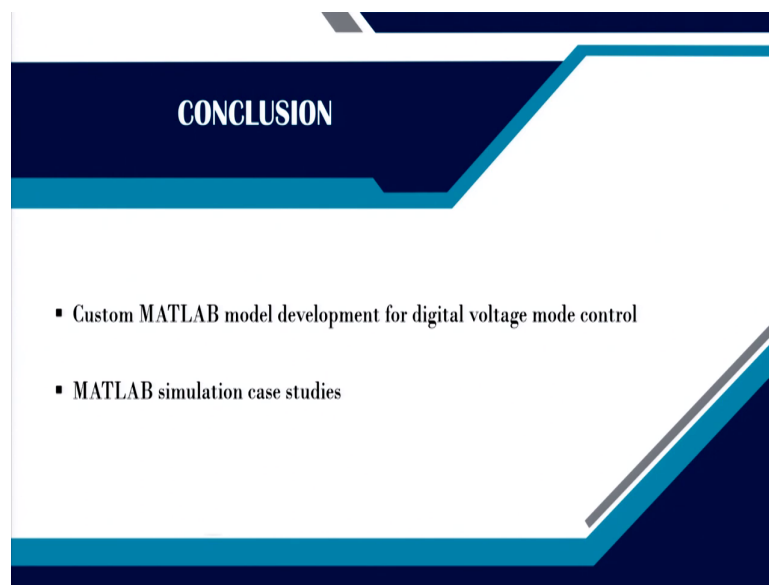 CONCLUSION
▪ Custom MATLAB model development for digital voltage mode control
▪ MATLAB simulation case studies